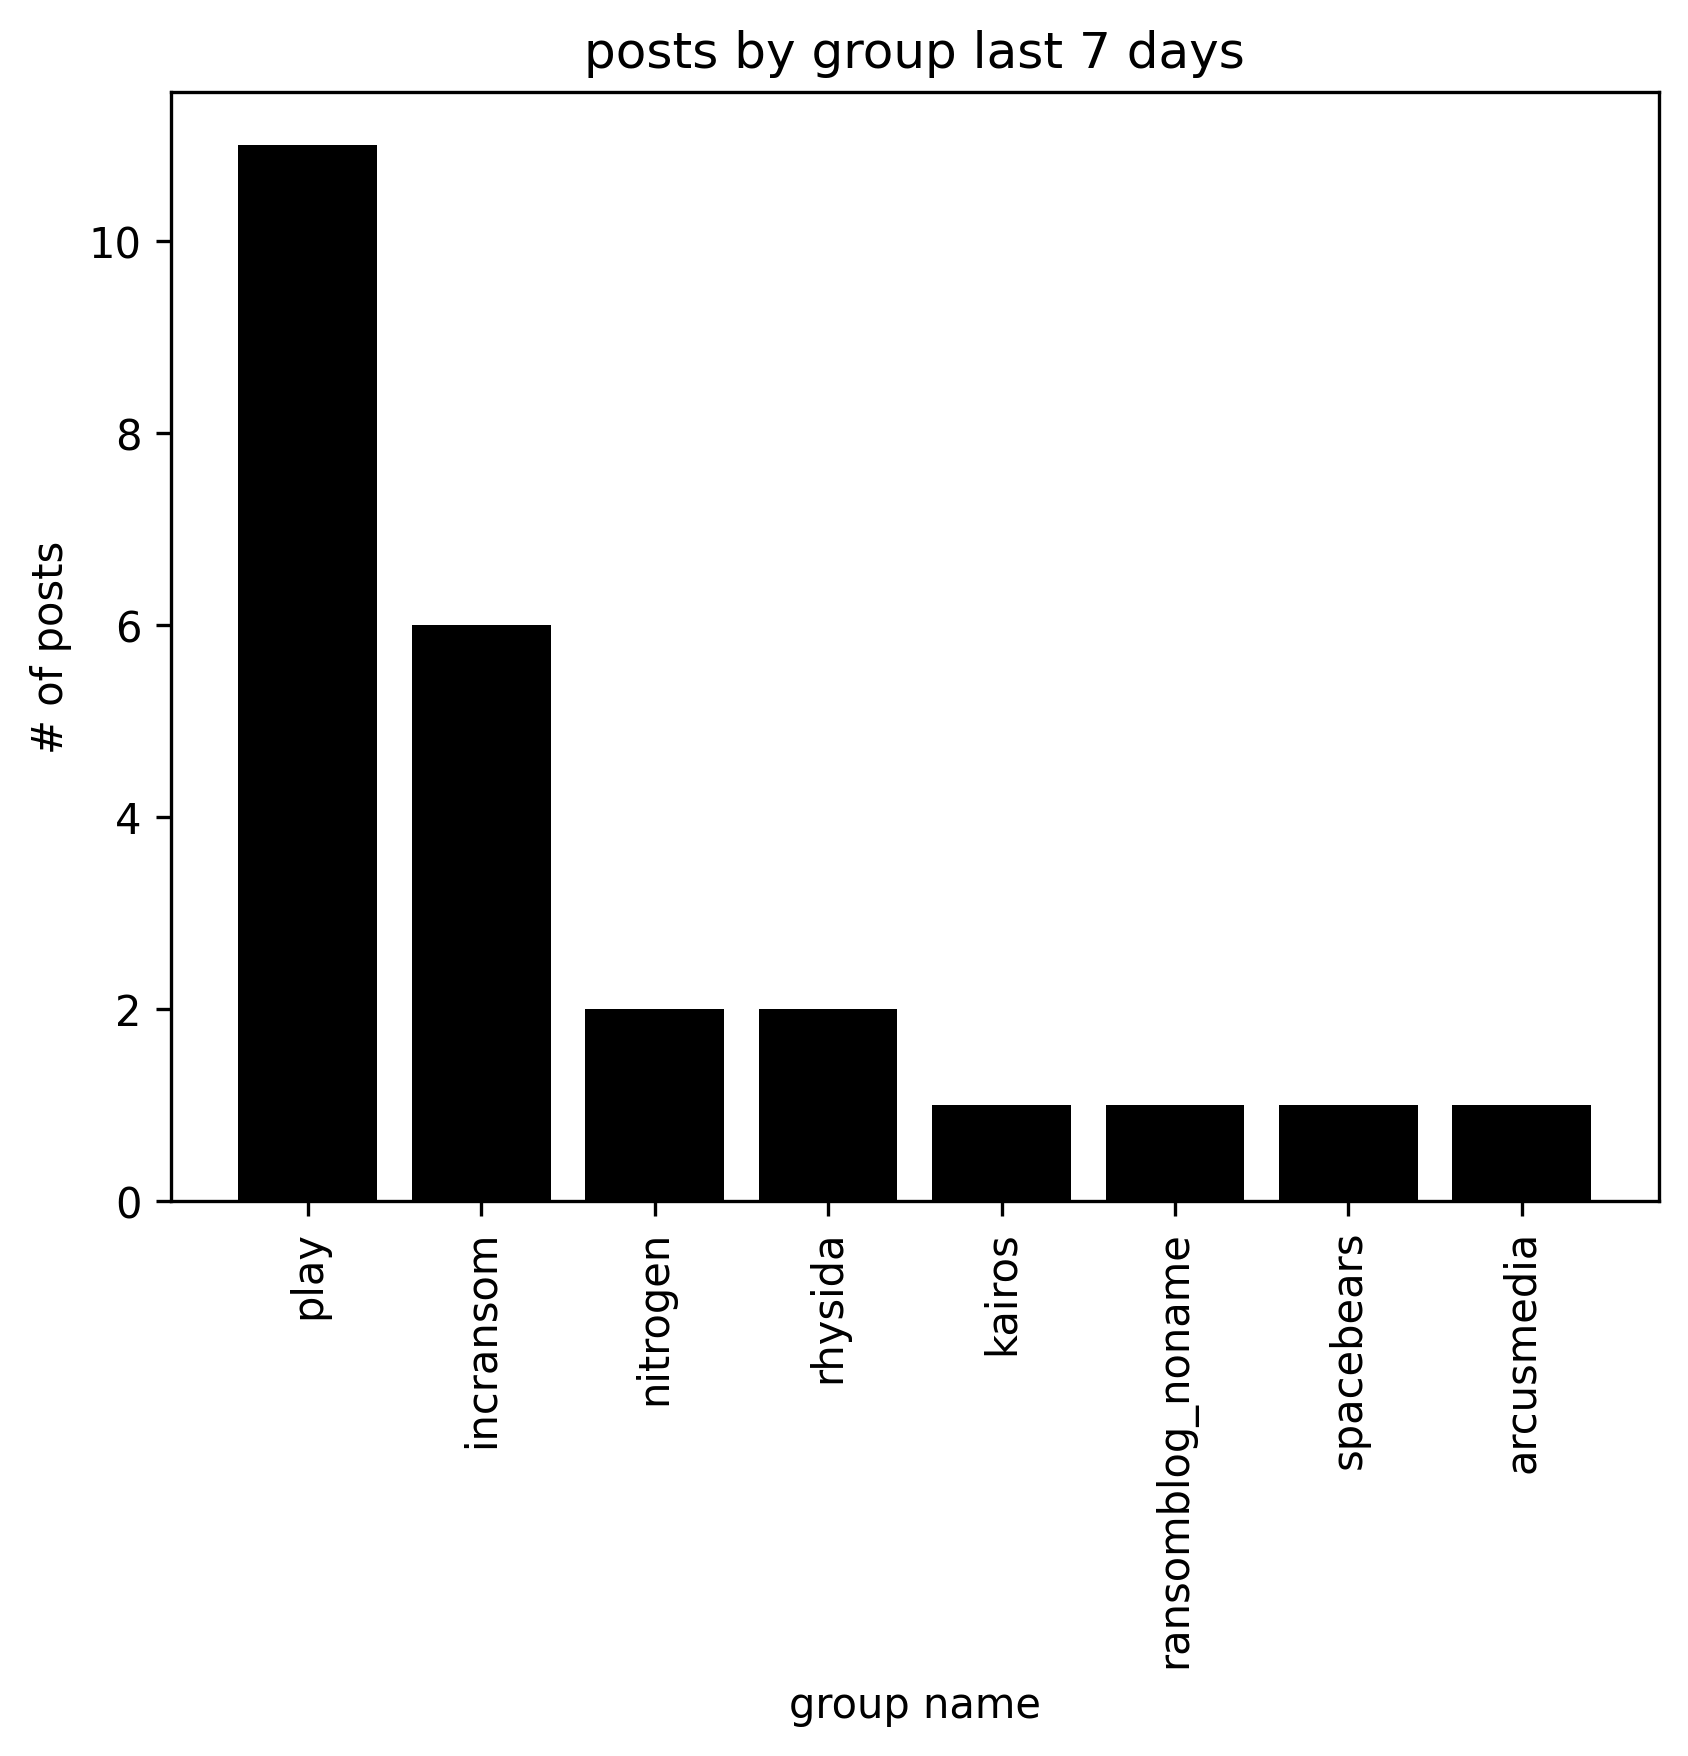 posts by group last 7 days
# of posts
10
8
6
4
2
0
play
incransom
nitrogen
rhysida
kairos
ransomblog_noname
spacebears
arcusmedia
group name